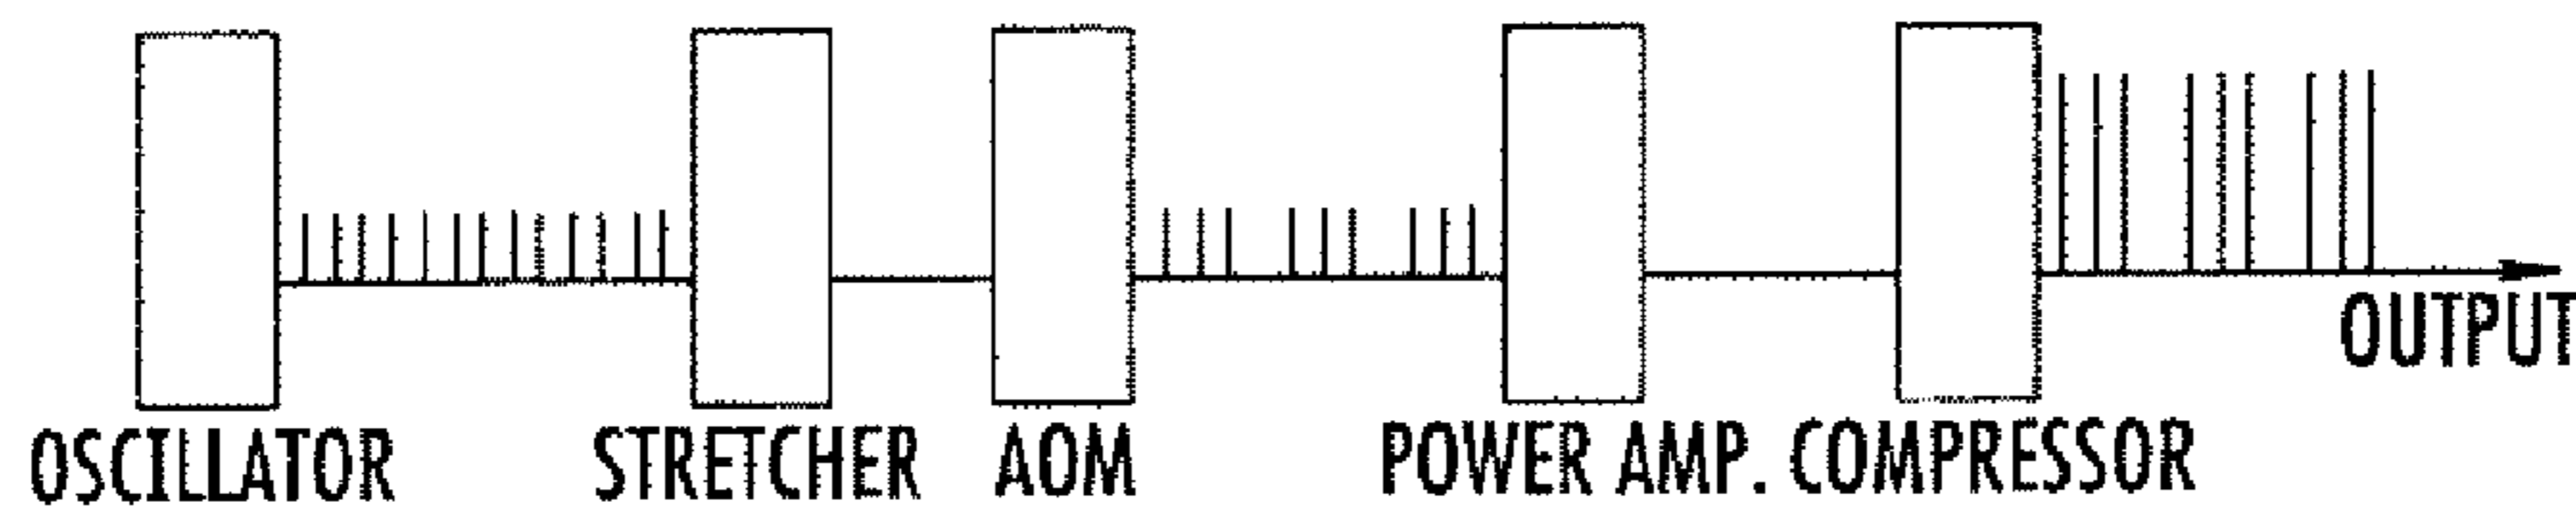 OUTPUT
OSCILLATOR STRETCHER AOM POWER AMP. COMPRESSOR